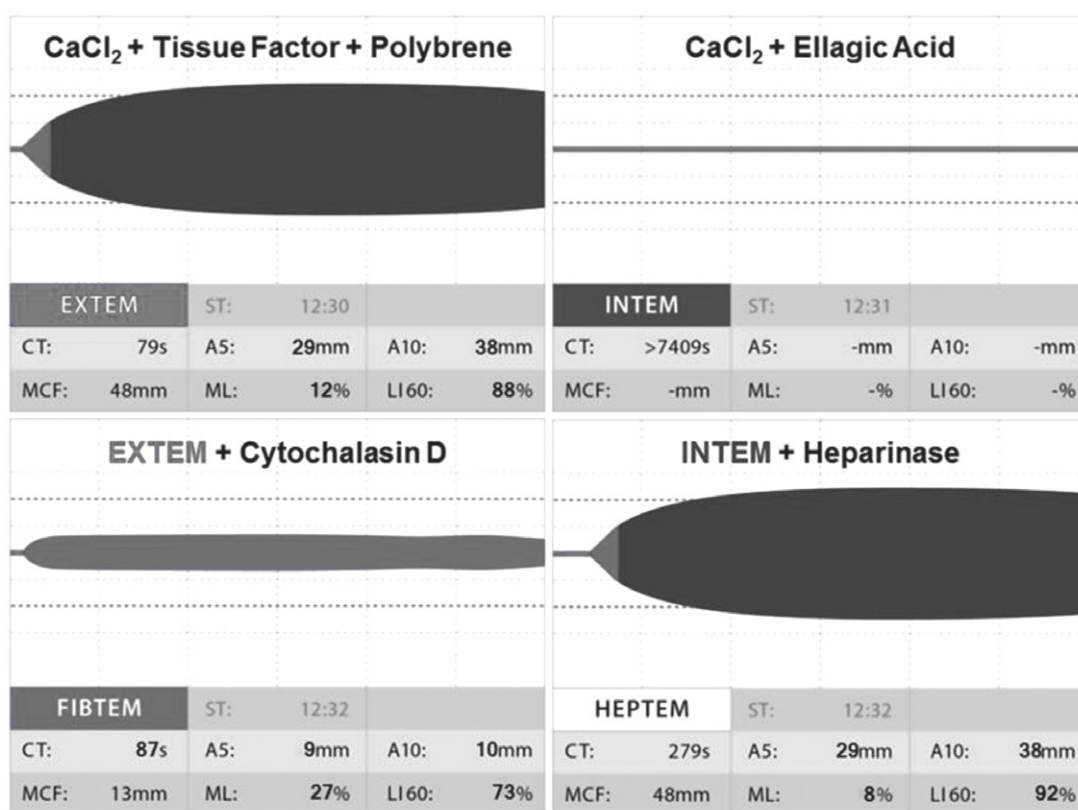 CaCl₂ + Tissue Factor + Polybrene
EXTEM ST: 12:30
CT: 79s A5: 29mm A10: 38mm
MCF: 48mm ML: 12% LI60: 88%
CaCl₂ + Ellagic Acid
INTEM ST: 12:31
CT: >7409s A5: -mm A10: -mm
MCF: -mm ML: -% LI60: -%
EXTEM + Cytochalasin D
FIBTEM ST: 12:32
CT: 87s A5: 9mm A10: 10mm
MCF: 13mm ML: 27% LI60: 73%
INTEM + Heparinase
HEPTEM ST: 12:32
CT: 279s A5: 29mm A10: 38mm
MCF: 48mm ML: 8% LI60: 92%